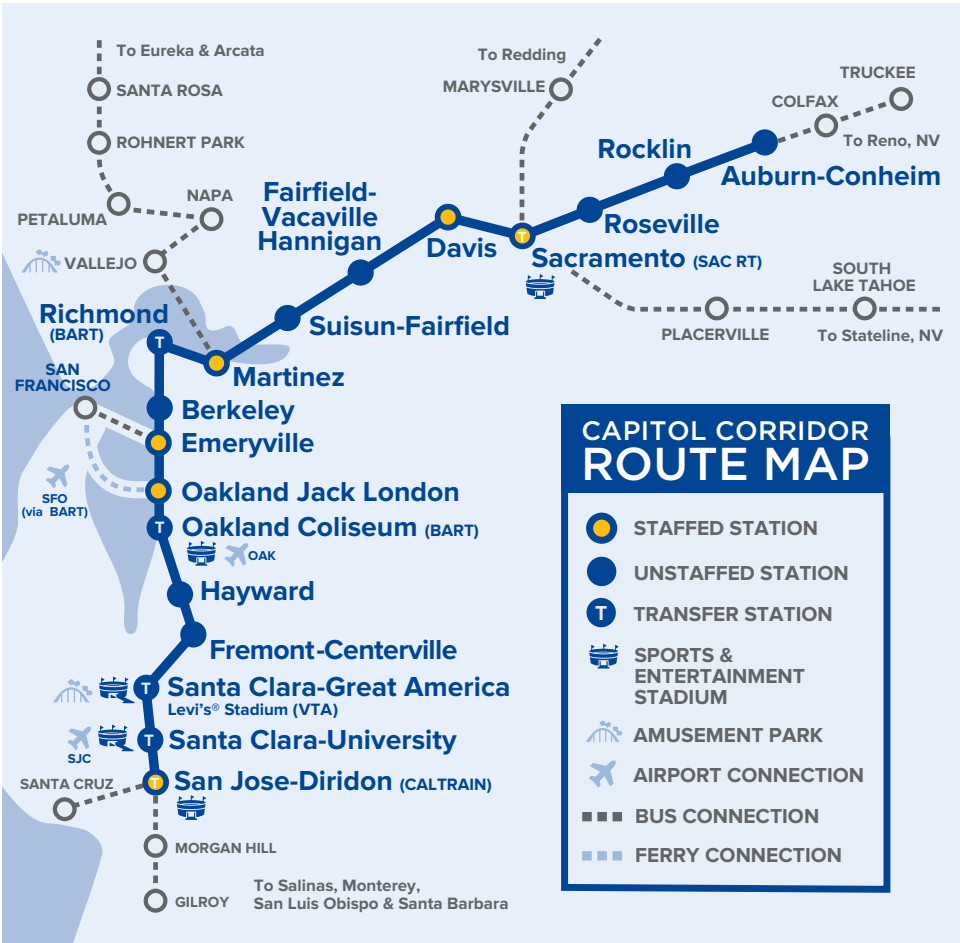 To Eureka & Arcata
SANTA ROSA
ROHNERT PARK
PETALUMA
NAPA
VALLEJO
To Redding
MARYSVILLE
TRUCKEE
COLFAX
To Reno, NV
Rocklin
Auburn-Conheim
Roseville
Fairfield-
Vacaville
Hannigan
Davis
T
Sacramento (SAC RT)
SOUTH
LAKE TAHOE
PLACERVILLE
To Stateline, NV
Suisun-Fairfield
Richmond
(BART)
T
Martinez
SAN
FRANCISCO
Berkeley
Emeryville
SFO
(via BART)
Oakland Jack London
T
Oakland Coliseum (BART)
OAK
Hayward
Fremont-Centerville
T
Santa Clara-Great America
Levi's® Stadium (VTA)
T
Santa Clara-University
SJC
T
San Jose-Diridon (CALTRAIN)
SANTA CRUZ
MORGAN HILL
GILROY
To Salinas, Monterey,
San Luis Obispo & Santa Barbara
CAPITOL CORRIDOR
ROUTE MAP
STAFFED STATION
UNSTAFFED STATION
T
TRANSFER STATION
SPORTS &
ENTERTAINMENT
STADIUM
AMUSEMENT PARK
AIRPORT CONNECTION
BUS CONNECTION
FERRY CONNECTION